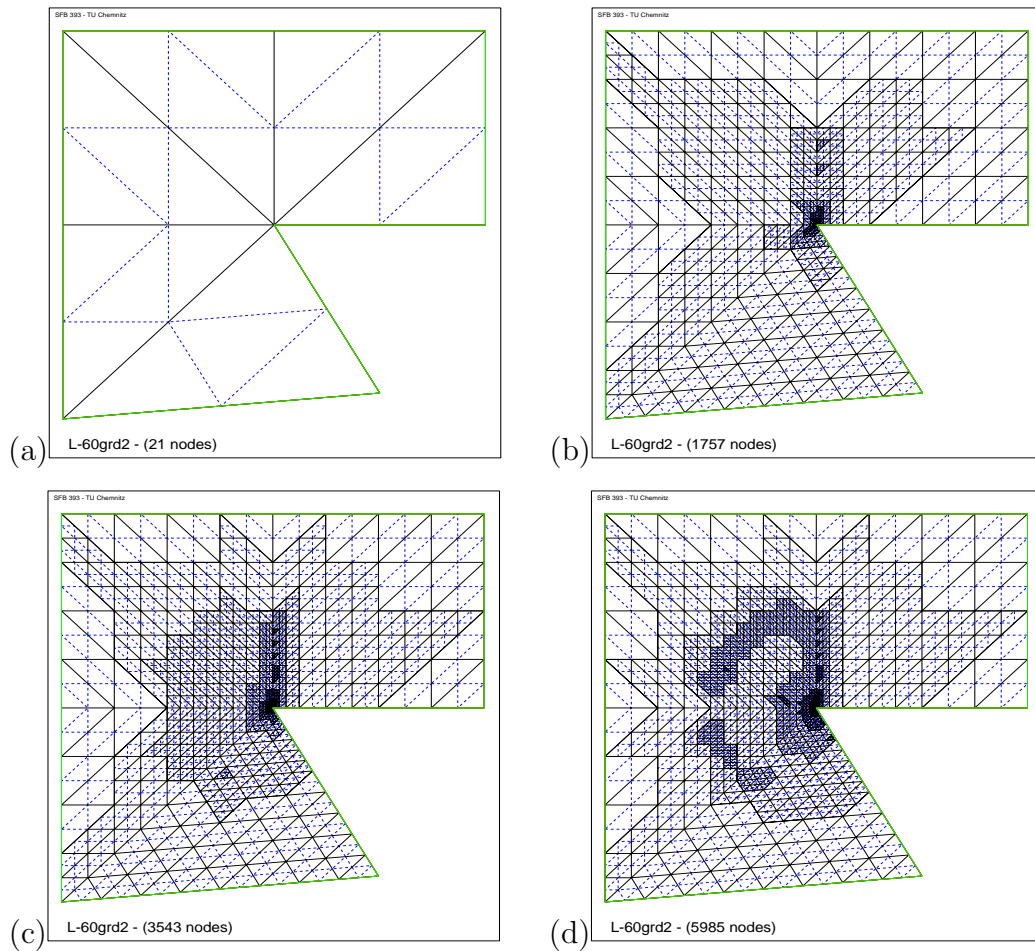 SFB 393 - TU Chemnitz
(a)
L-60grd2 - (21 nodes)
SFB 393 - TU Chemnitz
(b)
L-60grd2 - (1757 nodes)
SFB 393 - TU Chemnitz
(c)
L-60grd2 - (3543 nodes)
SFB 393 - TU Chemnitz
(d)
L-60grd2 - (5985 nodes)